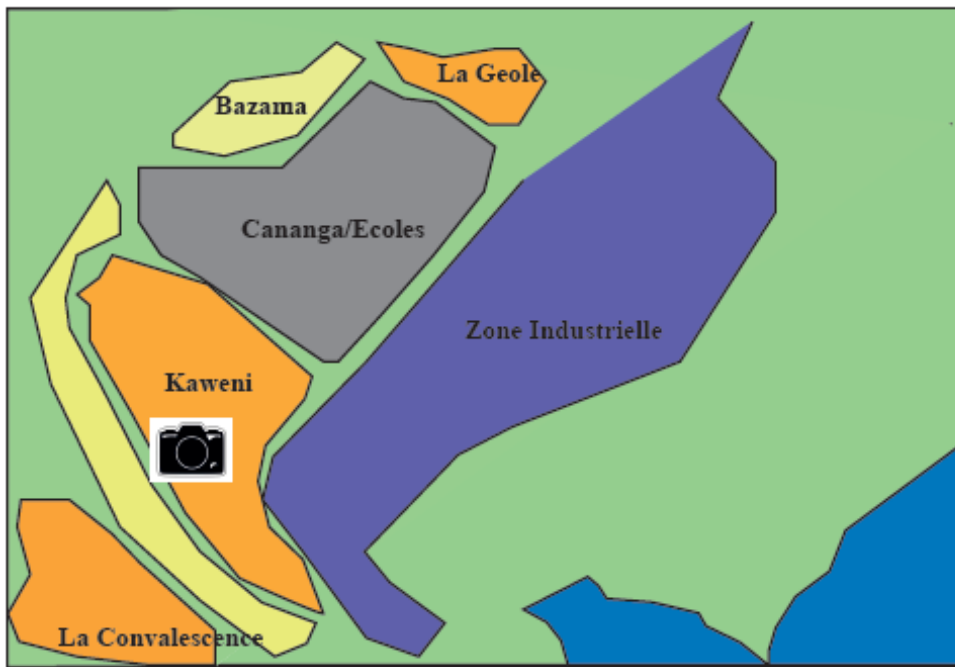 La Geole
Bazama
Cananga/Ecoles
Zone Industrielle
Kaweni
La Convalescence